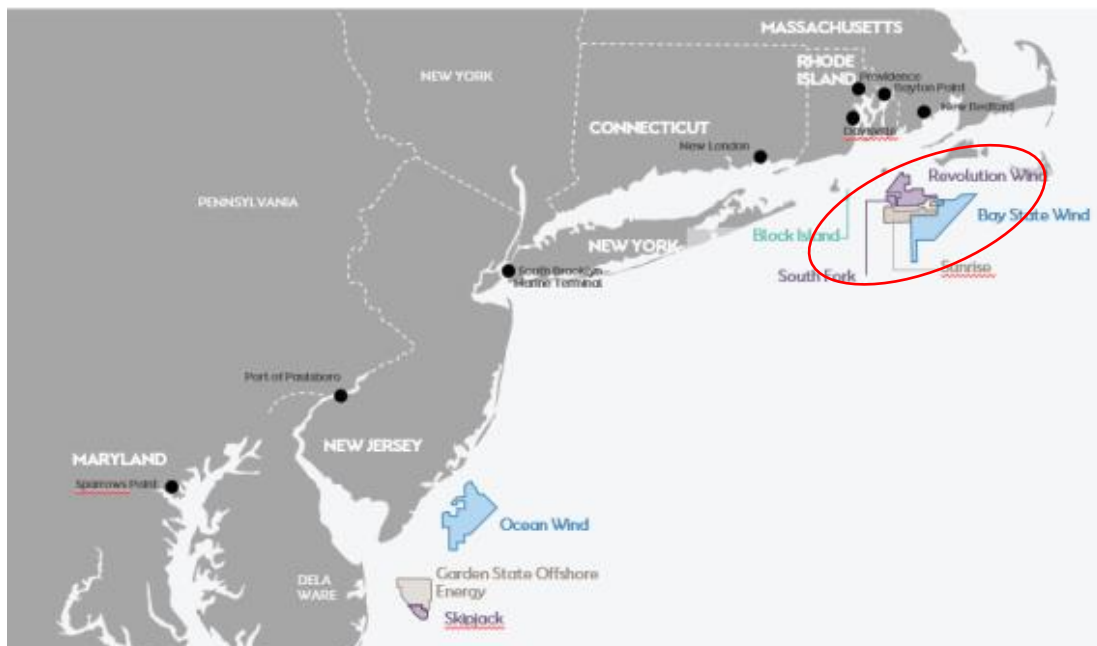 MASSACHUSETTS
NEW YORK
RHODE
ISLAND
Providence
Bayton Point
New Bedford
CONNECTICUT
Davisville
New London
Revolution Wind
PENNSYLVANIA
Block Island
NEW YORK
Bay State Wind
South Fork
Sunrise
South Brooklyn
Marine Terminal
Port of Paulsboro
NEW JERSEY
MARYLAND
Sparrows Point
Ocean Wind
DELA
WARE
Garden State Offshore
Energy
Skipjack